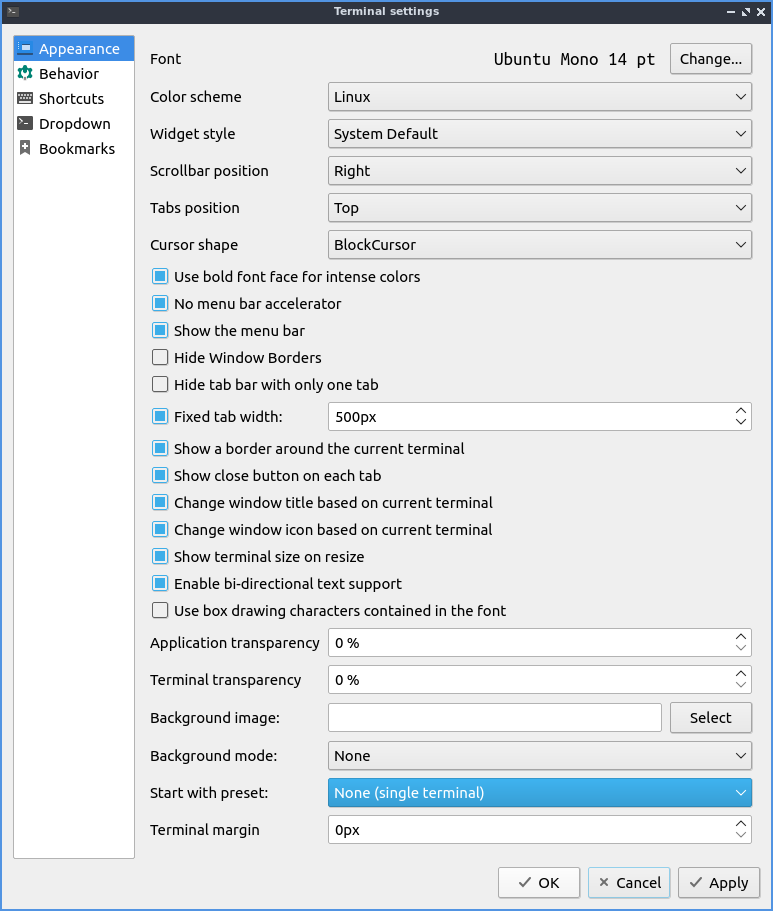 Terminal settings
Appearance
Behavior
Shortcuts
Dropdown
Bookmarks
Font Ubuntu Mono 14 pt Change...
Color scheme Linux
Widget style System Default
Scrollbar position Right
Tabs position Top
Cursor shape BlockCursor
Use bold font face for intense colors
No menu bar accelerator
Show the menu bar
Hide Window Borders
Hide tab bar with only one tab
Fixed tab width: 500px
Show a border around the current terminal
Show close button on each tab
Change window title based on current terminal
Change window icon based on current terminal
Show terminal size on resize
Enable bi-directional text support
Use box drawing characters contained in the font
Application transparency 0 %
Terminal transparency 0 %
Background image: Select
Background mode: None
Start with preset: None (single terminal)
Terminal margin 0px
OK Cancel Apply